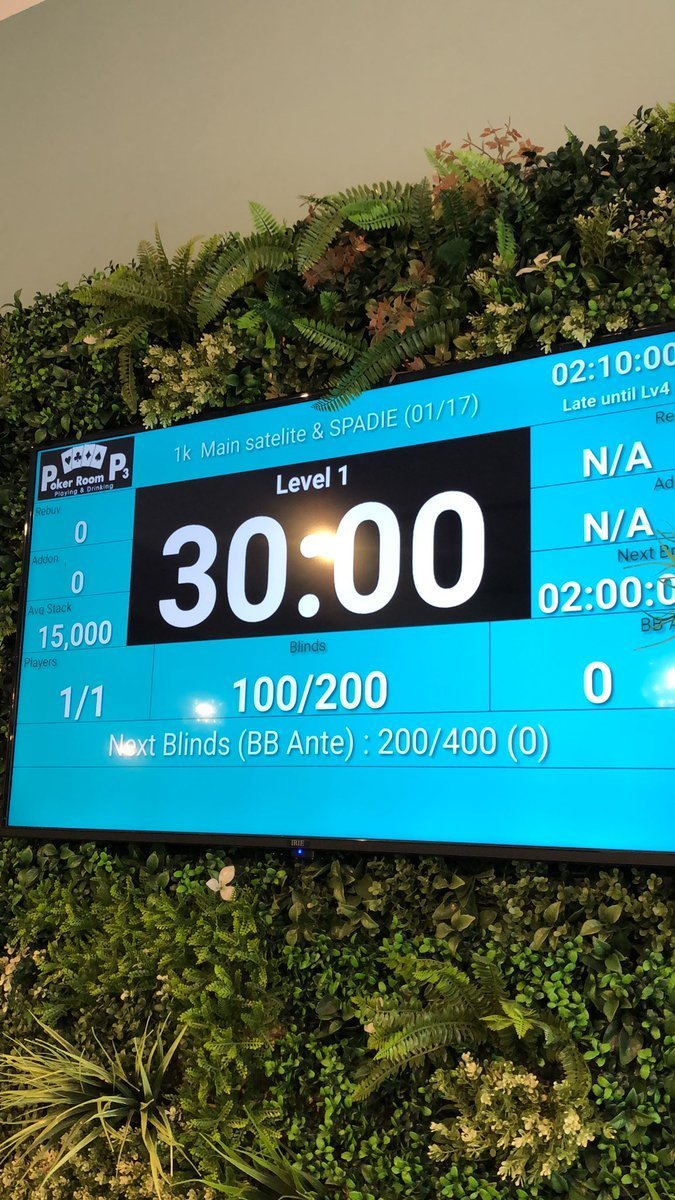 1k Main satelite & SPADIE (01/17)
02:10:00
Late until Lv4
Poker Room P3
Playing & Drinking
Level 1
30:00
Rebuy
0
Addon
0
Avg Stack
15,000
Players
1/1
Blinds
100/200
N/A
N/A
02:00:0
0
Next Blinds (BB Ante) : 200/400 (0)
IRIE